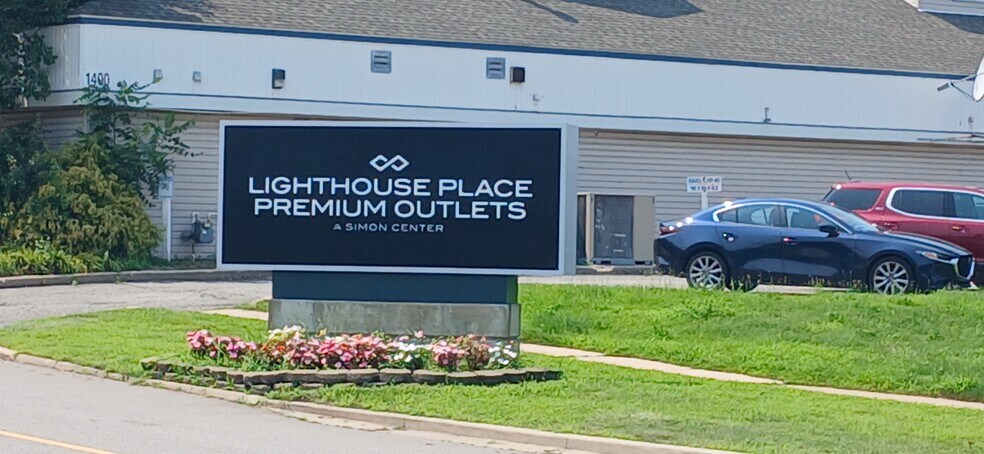 1400
LIGHTHOUSE PLACE
PREMIUM OUTLETS
A SIMON CENTER